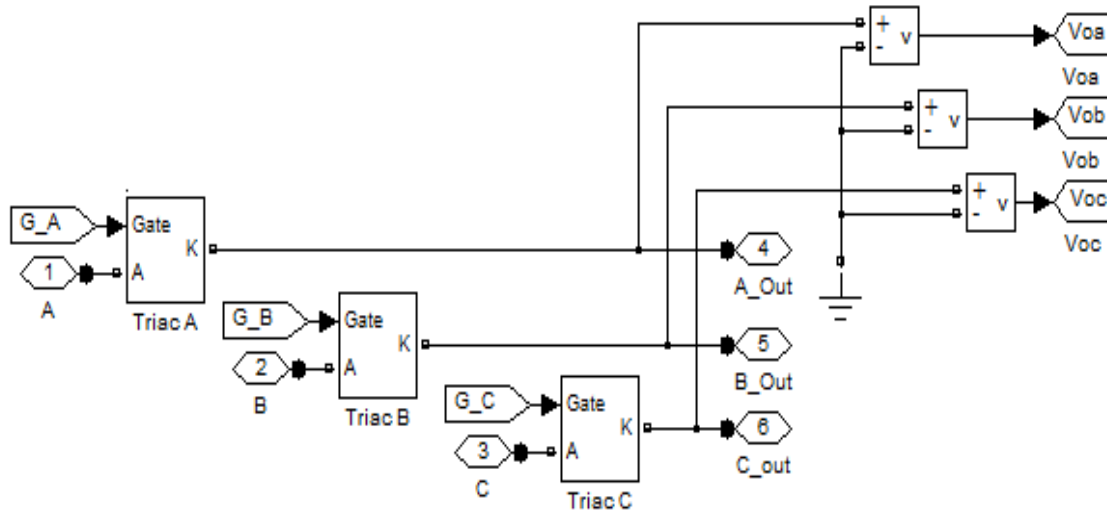 +
-
v
Voa
Voa
+
-
v
Vob
Vob
+
-
v
Voc
Voc
G_A
Gate
K
1
A
A
Triac A
4
A_Out
G_B
Gate
K
2
A
B
Triac B
5
B_Out
G_C
Gate
K
3
A
C
Triac C
6
C_out